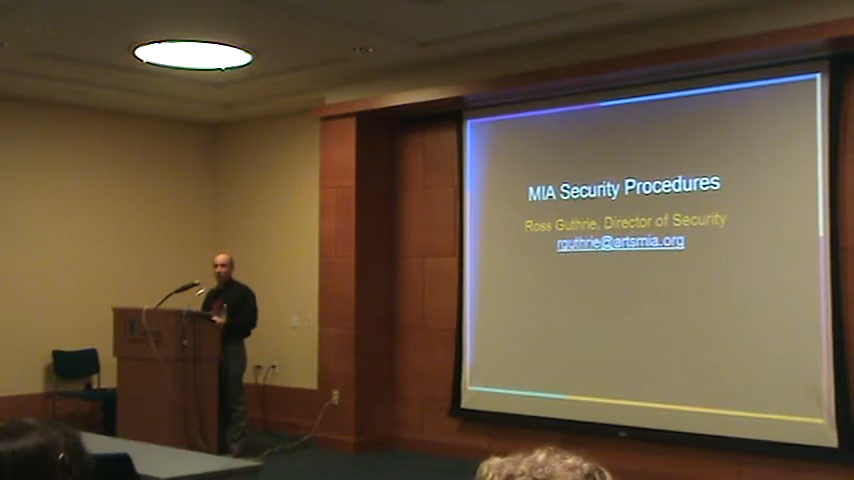 MIA Security Procedures
Ross Guthrie, Director of Security
rguthrie@artsmia.org